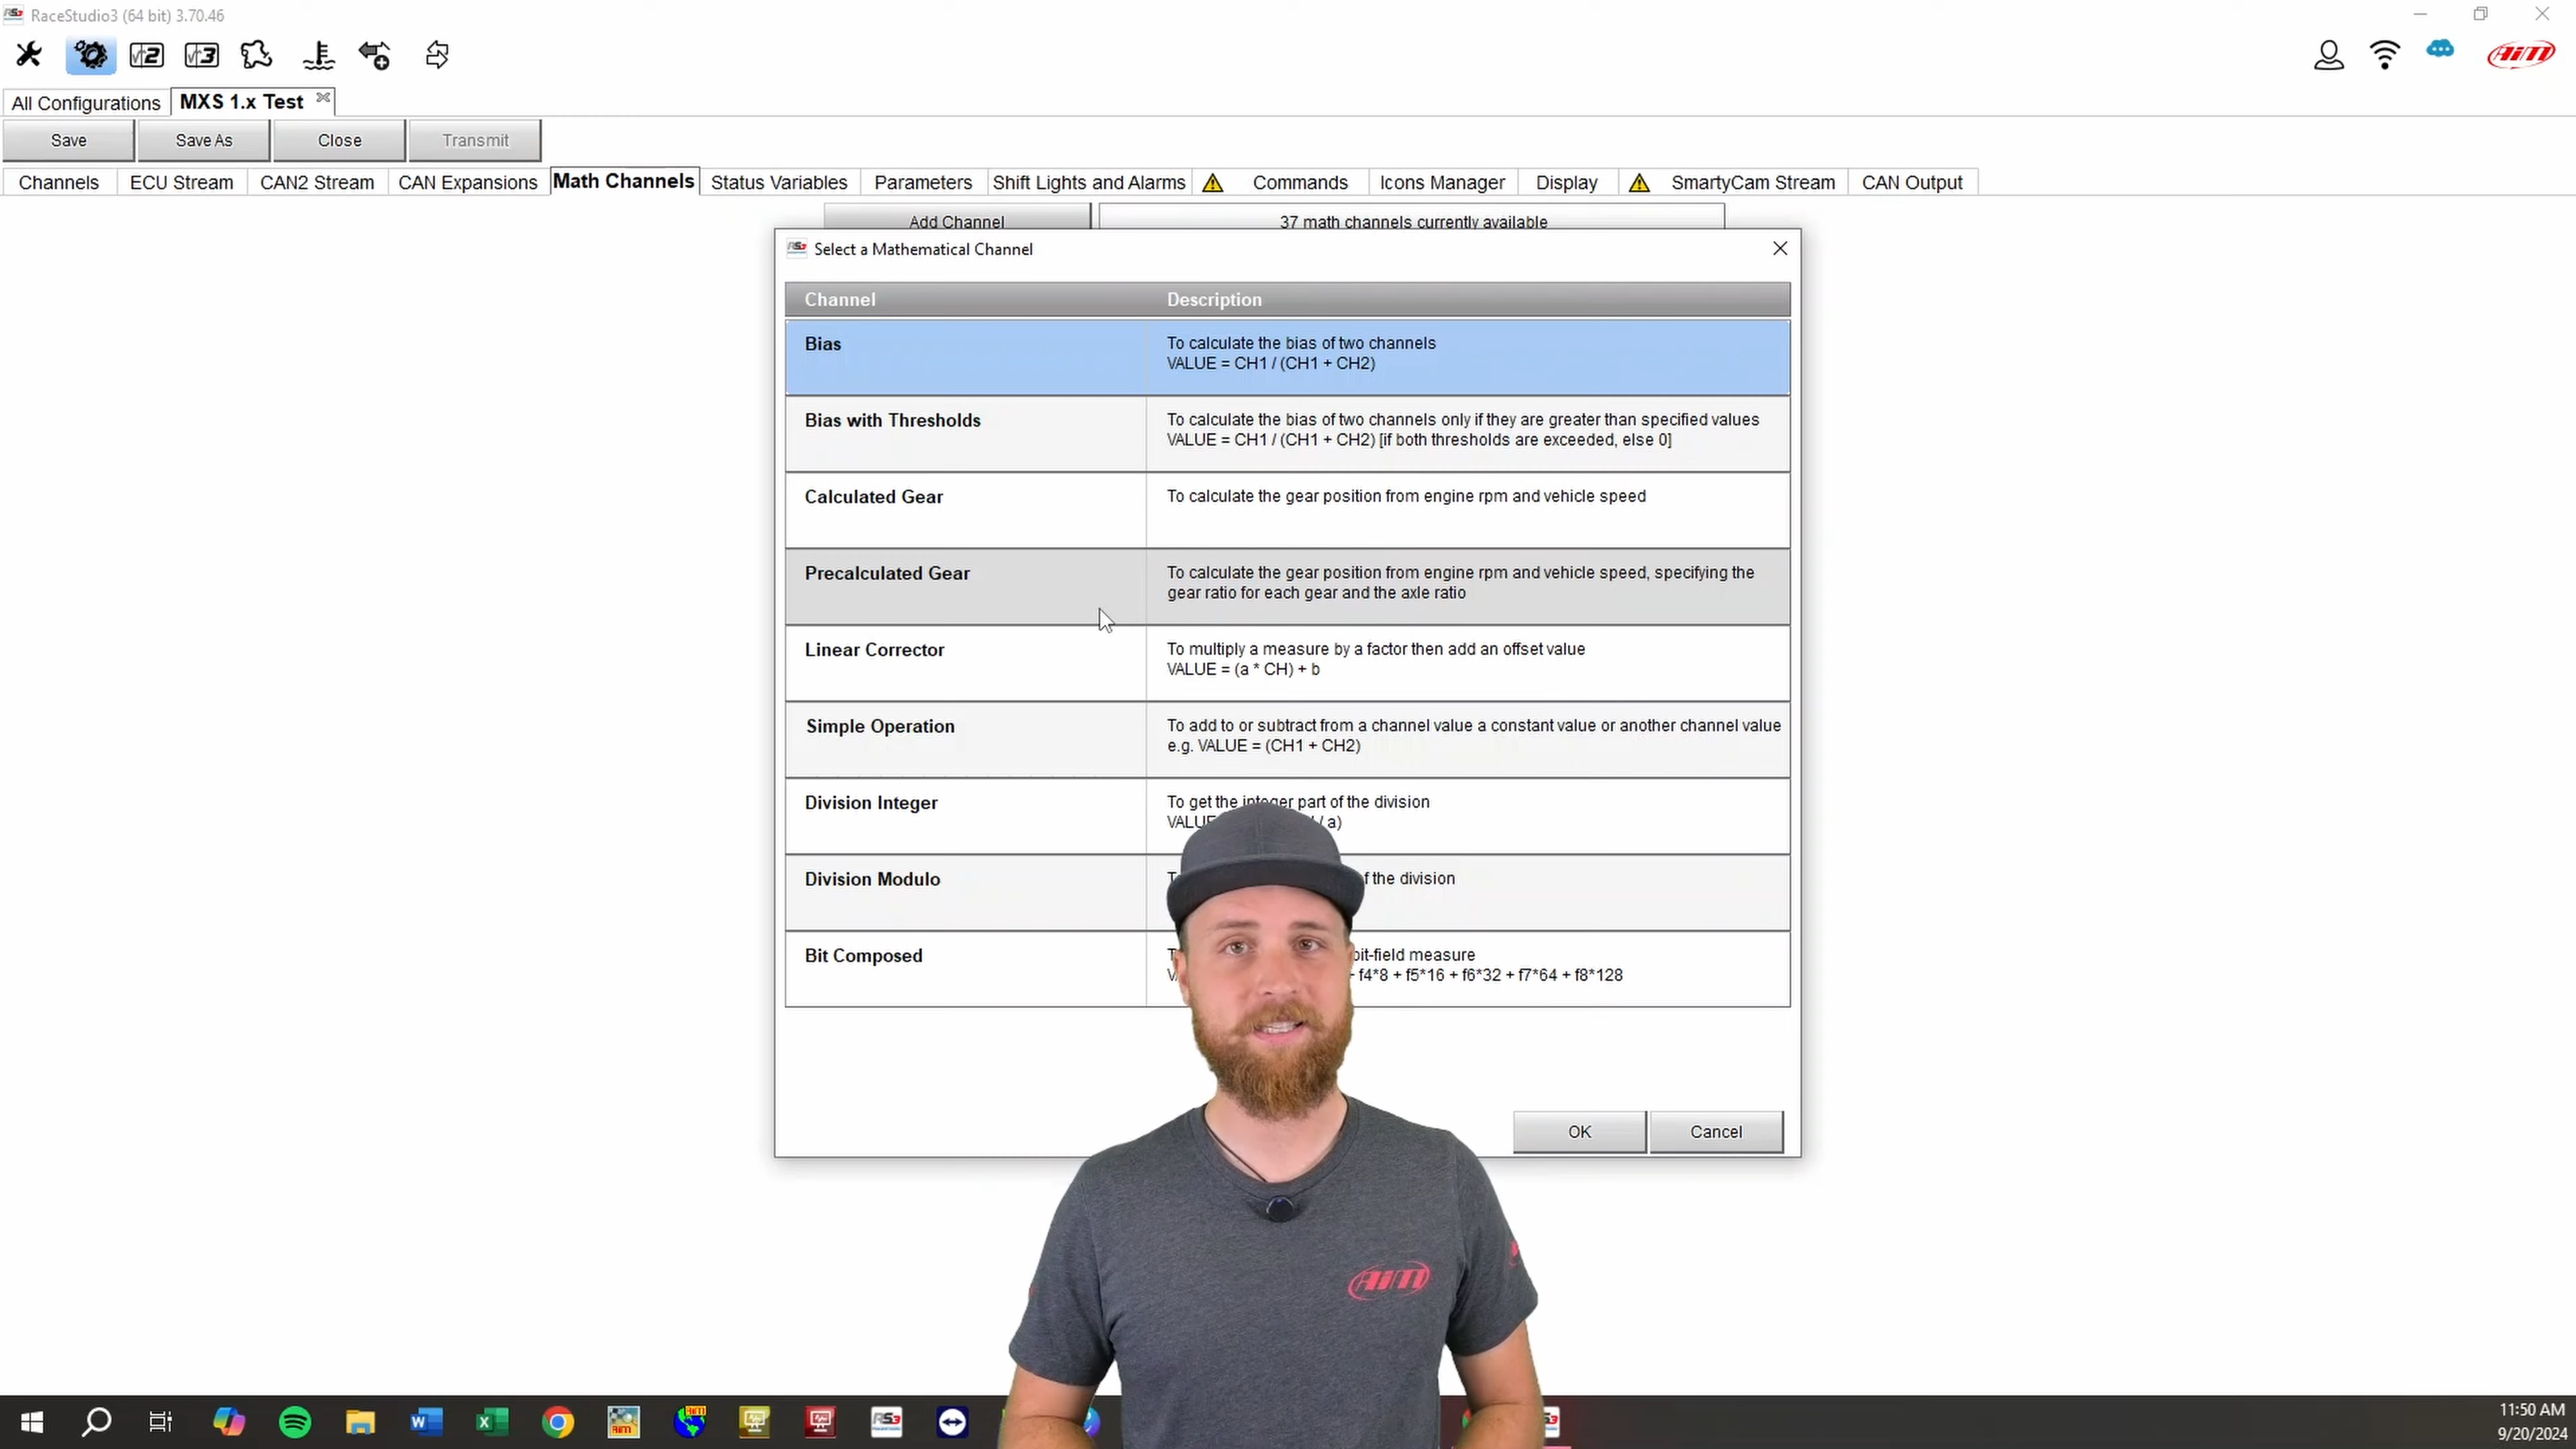 RaceStudio3 (64 bit) 3.70.46
AiM
All Configurations MXS 1.x Test
Save Save As Close Transmit
Channels ECU Stream CAN2 Stream CAN Expansions Math Channels Status Variables Parameters Shift Lights and Alarms Commands Icons Manager Display SmartyCam Stream CAN Output
Add Channel 37 math channels currently available
Select a Mathematical Channel
Channel Description
Bias To calculate the bias of two channels
VALUE = CH1 / (CH1 + CH2)
Bias with Thresholds To calculate the bias of two channels only if they are greater than specified values
VALUE = CH1 / (CH1 + CH2) [if both thresholds are exceeded, else 0]
Calculated Gear To calculate the gear position from engine rpm and vehicle speed
Precalculated Gear To calculate the gear position from engine rpm and vehicle speed, specifying the
gear ratio for each gear and the axle ratio
Linear Corrector To multiply a measure by a factor then add an offset value
VALUE = (a * CH) + b
Simple Operation To add to or subtract from a channel value a constant value or another channel value
e.g. VALUE = (CH1 + CH2)
Division Integer To get the integer part of the division
/ a)
Division Modulo of the division
Bit Composed bit-field measure
+ f4*8 + f5*16 + f6*32 + f7*64 + f8*128
OK Cancel
AiM
11:50 AM
9/20/2024